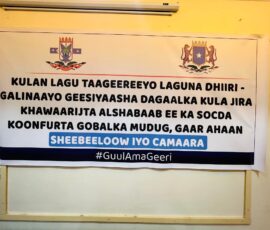 KULAN LAGU TAAGEEREEYO LAGUNA DHIIRI -
GALINAAYO GEESIYAASHA DAGAALKA KULA JIRA
KHAWAARIJTA ALSHABAAB EE KA SOCDA
KOONFURTA GOBALKA MUDUG, GAAR AHAAN
SHEEBEELOOW IYO CAMAARA
#GuulAmaGeeri